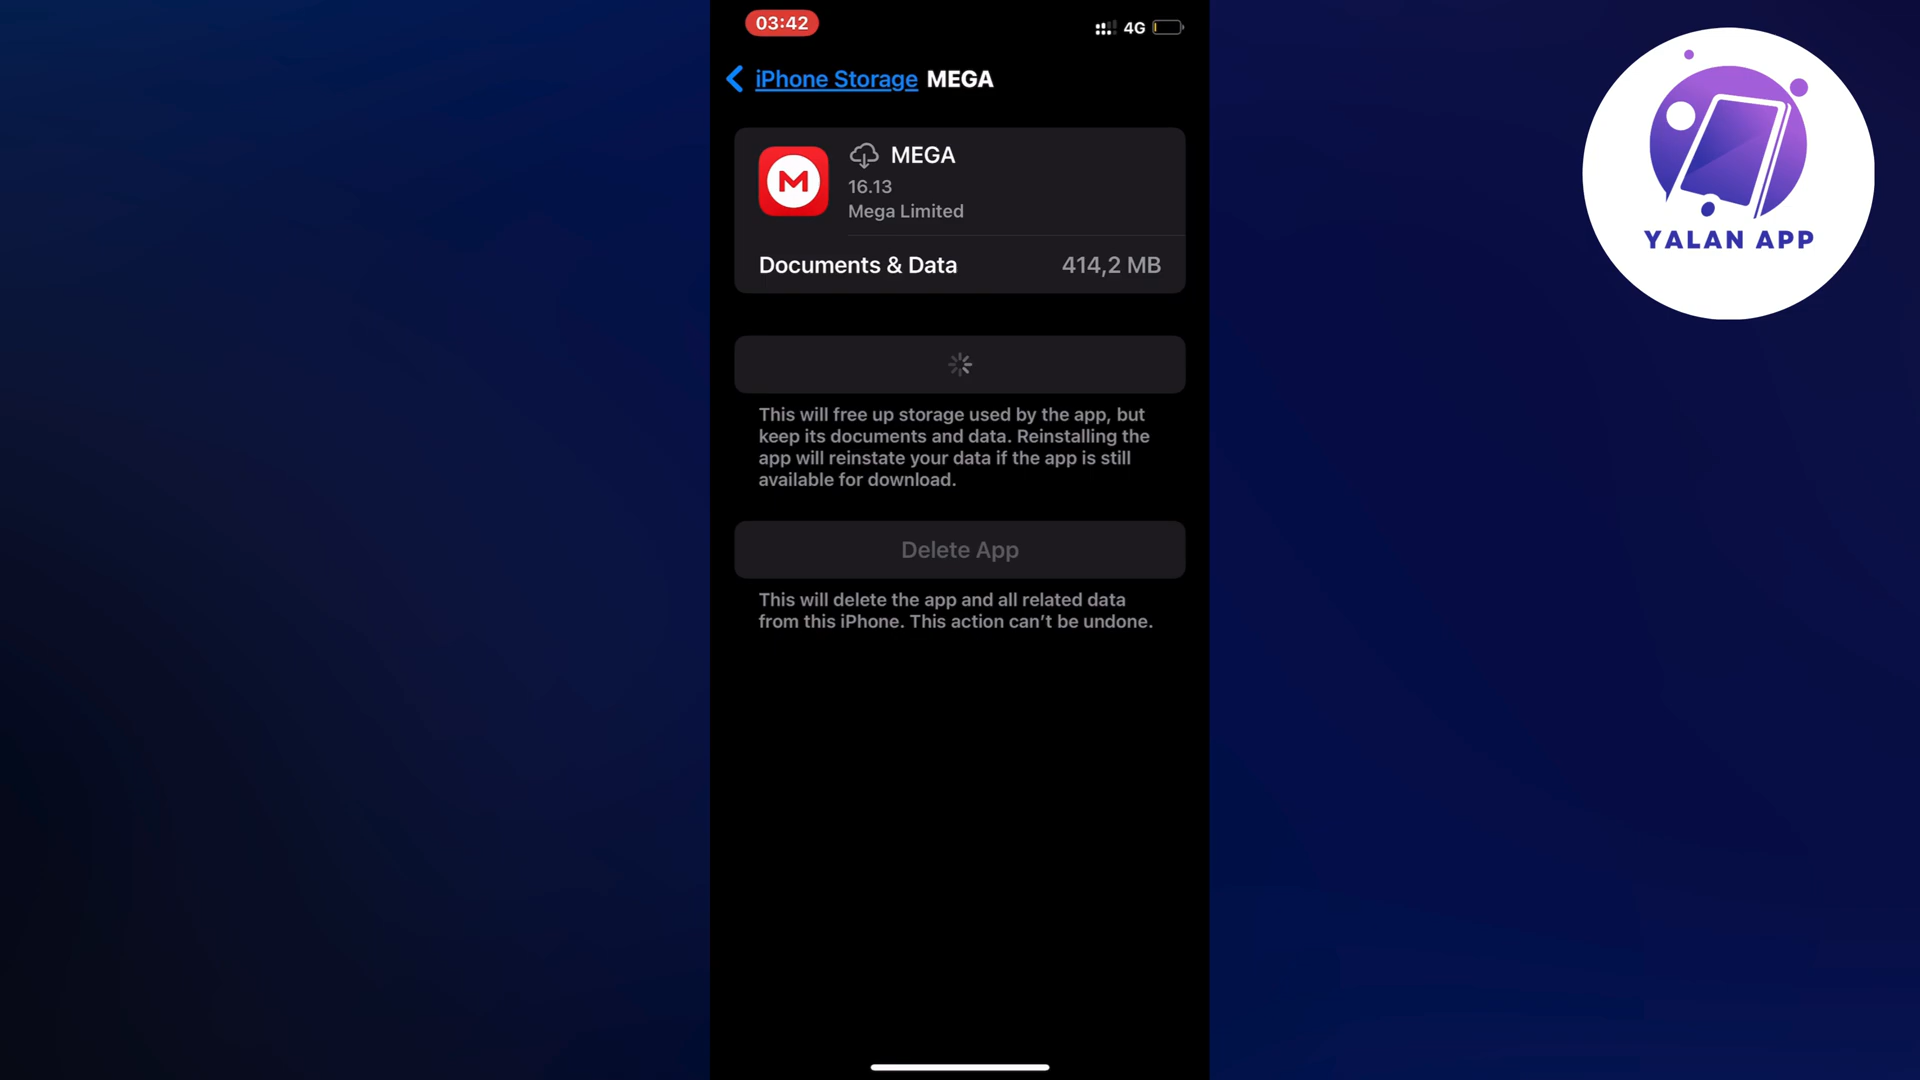 03:42
4G
iPhone Storage MEGA
MEGA
16.13
Mega Limited
Documents & Data 414,2 MB
This will free up storage used by the app, but
keep its documents and data. Reinstalling the
app will reinstate your data if the app is still
available for download.
Delete App
This will delete the app and all related data
from this iPhone. This action can’t be undone.
YALAN APP